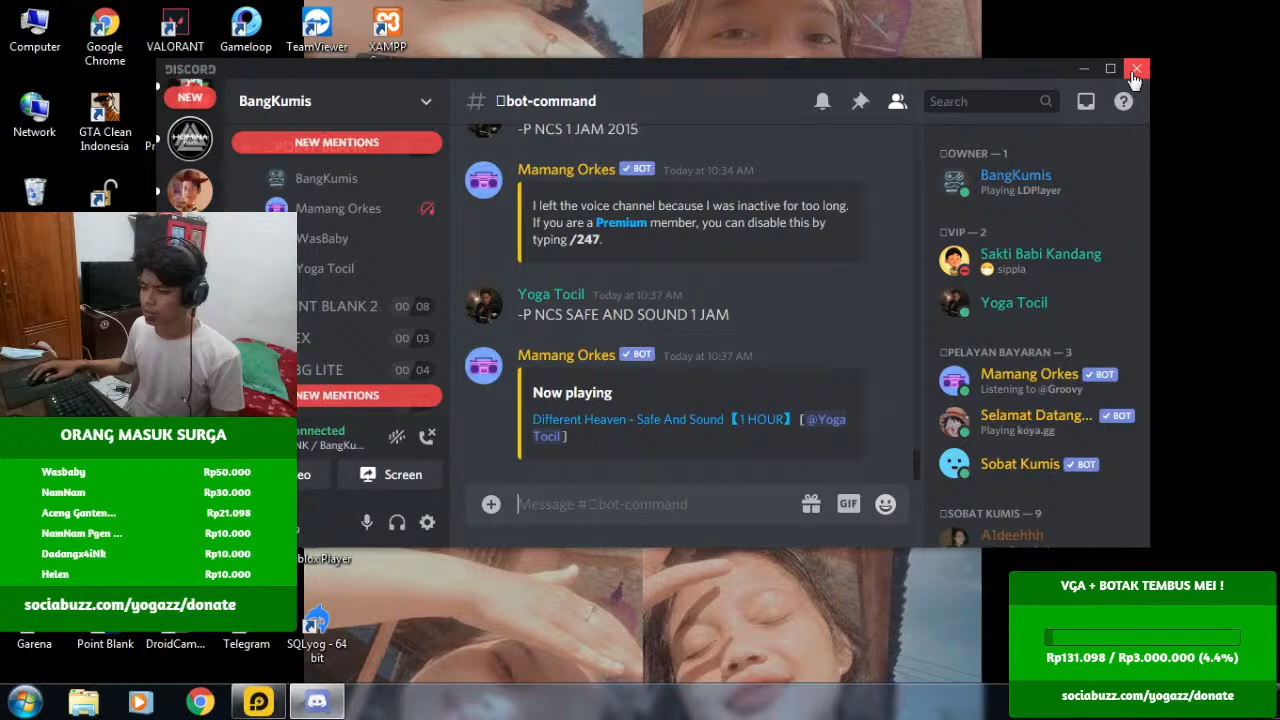 Computer
Google
Chrome
VALORANT
Gameloop
TeamViewer
XAMPP
DISCORD
NEW
BangKumis
bot-command
Search
Network
GTA Clean
Indonesia
NEW MENTIONS
BangKumis
Mamang Orkes
WasBaby
Yoga Tocil
INT BLANK 2 00 08
EX 00 03
BG LITE 00 04
NEW MENTIONS
onnected
NK / BangKu...
eo
Screen
-P NCS 1 JAM 2015
Mamang Orkes BOT Today at 10:34 AM
I left the voice channel because I was inactive for too long.
If you are a Premium member, you can disable this by
typing /247.
Yoga Tocil Today at 10:37 AM
-P NCS SAFE AND SOUND 1 JAM
Mamang Orkes BOT Today at 10:37 AM
Now playing
Different Heaven - Safe And Sound【1 HOUR】 [ @Yoga
Tocil ]
Message # bot-command
GIF
OWNER — 1
BangKumis
Playing LDPlayer
VIP — 2
Sakti Babi Kandang
sippla
Yoga Tocil
PELAYAN BAYARAN — 3
Mamang Orkes BOT
Listening to @Groovy
Selamat Datang... BOT
Playing koya.gg
Sobat Kumis BOT
SOBAT KUMIS — 9
A1deehhh
ORANG MASUK SURGA
Wasbaby Rp50.000
NamNam Rp30.000
Aceng Ganten... Rp21.098
NamNam Pgen ... Rp10.000
Dadangx4iNk Rp10.000
Helen Rp10.000
sociabuzz.com/yogazz/donate
blox Player
Garena
Point Blank
DroidCam...
Telegram
SQLyog - 64
bit
VGA + BOTAK TEMBUS MEI !
Rp131.098 / Rp3.000.000 (4.4%)
sociabuzz.com/yogazz/donate